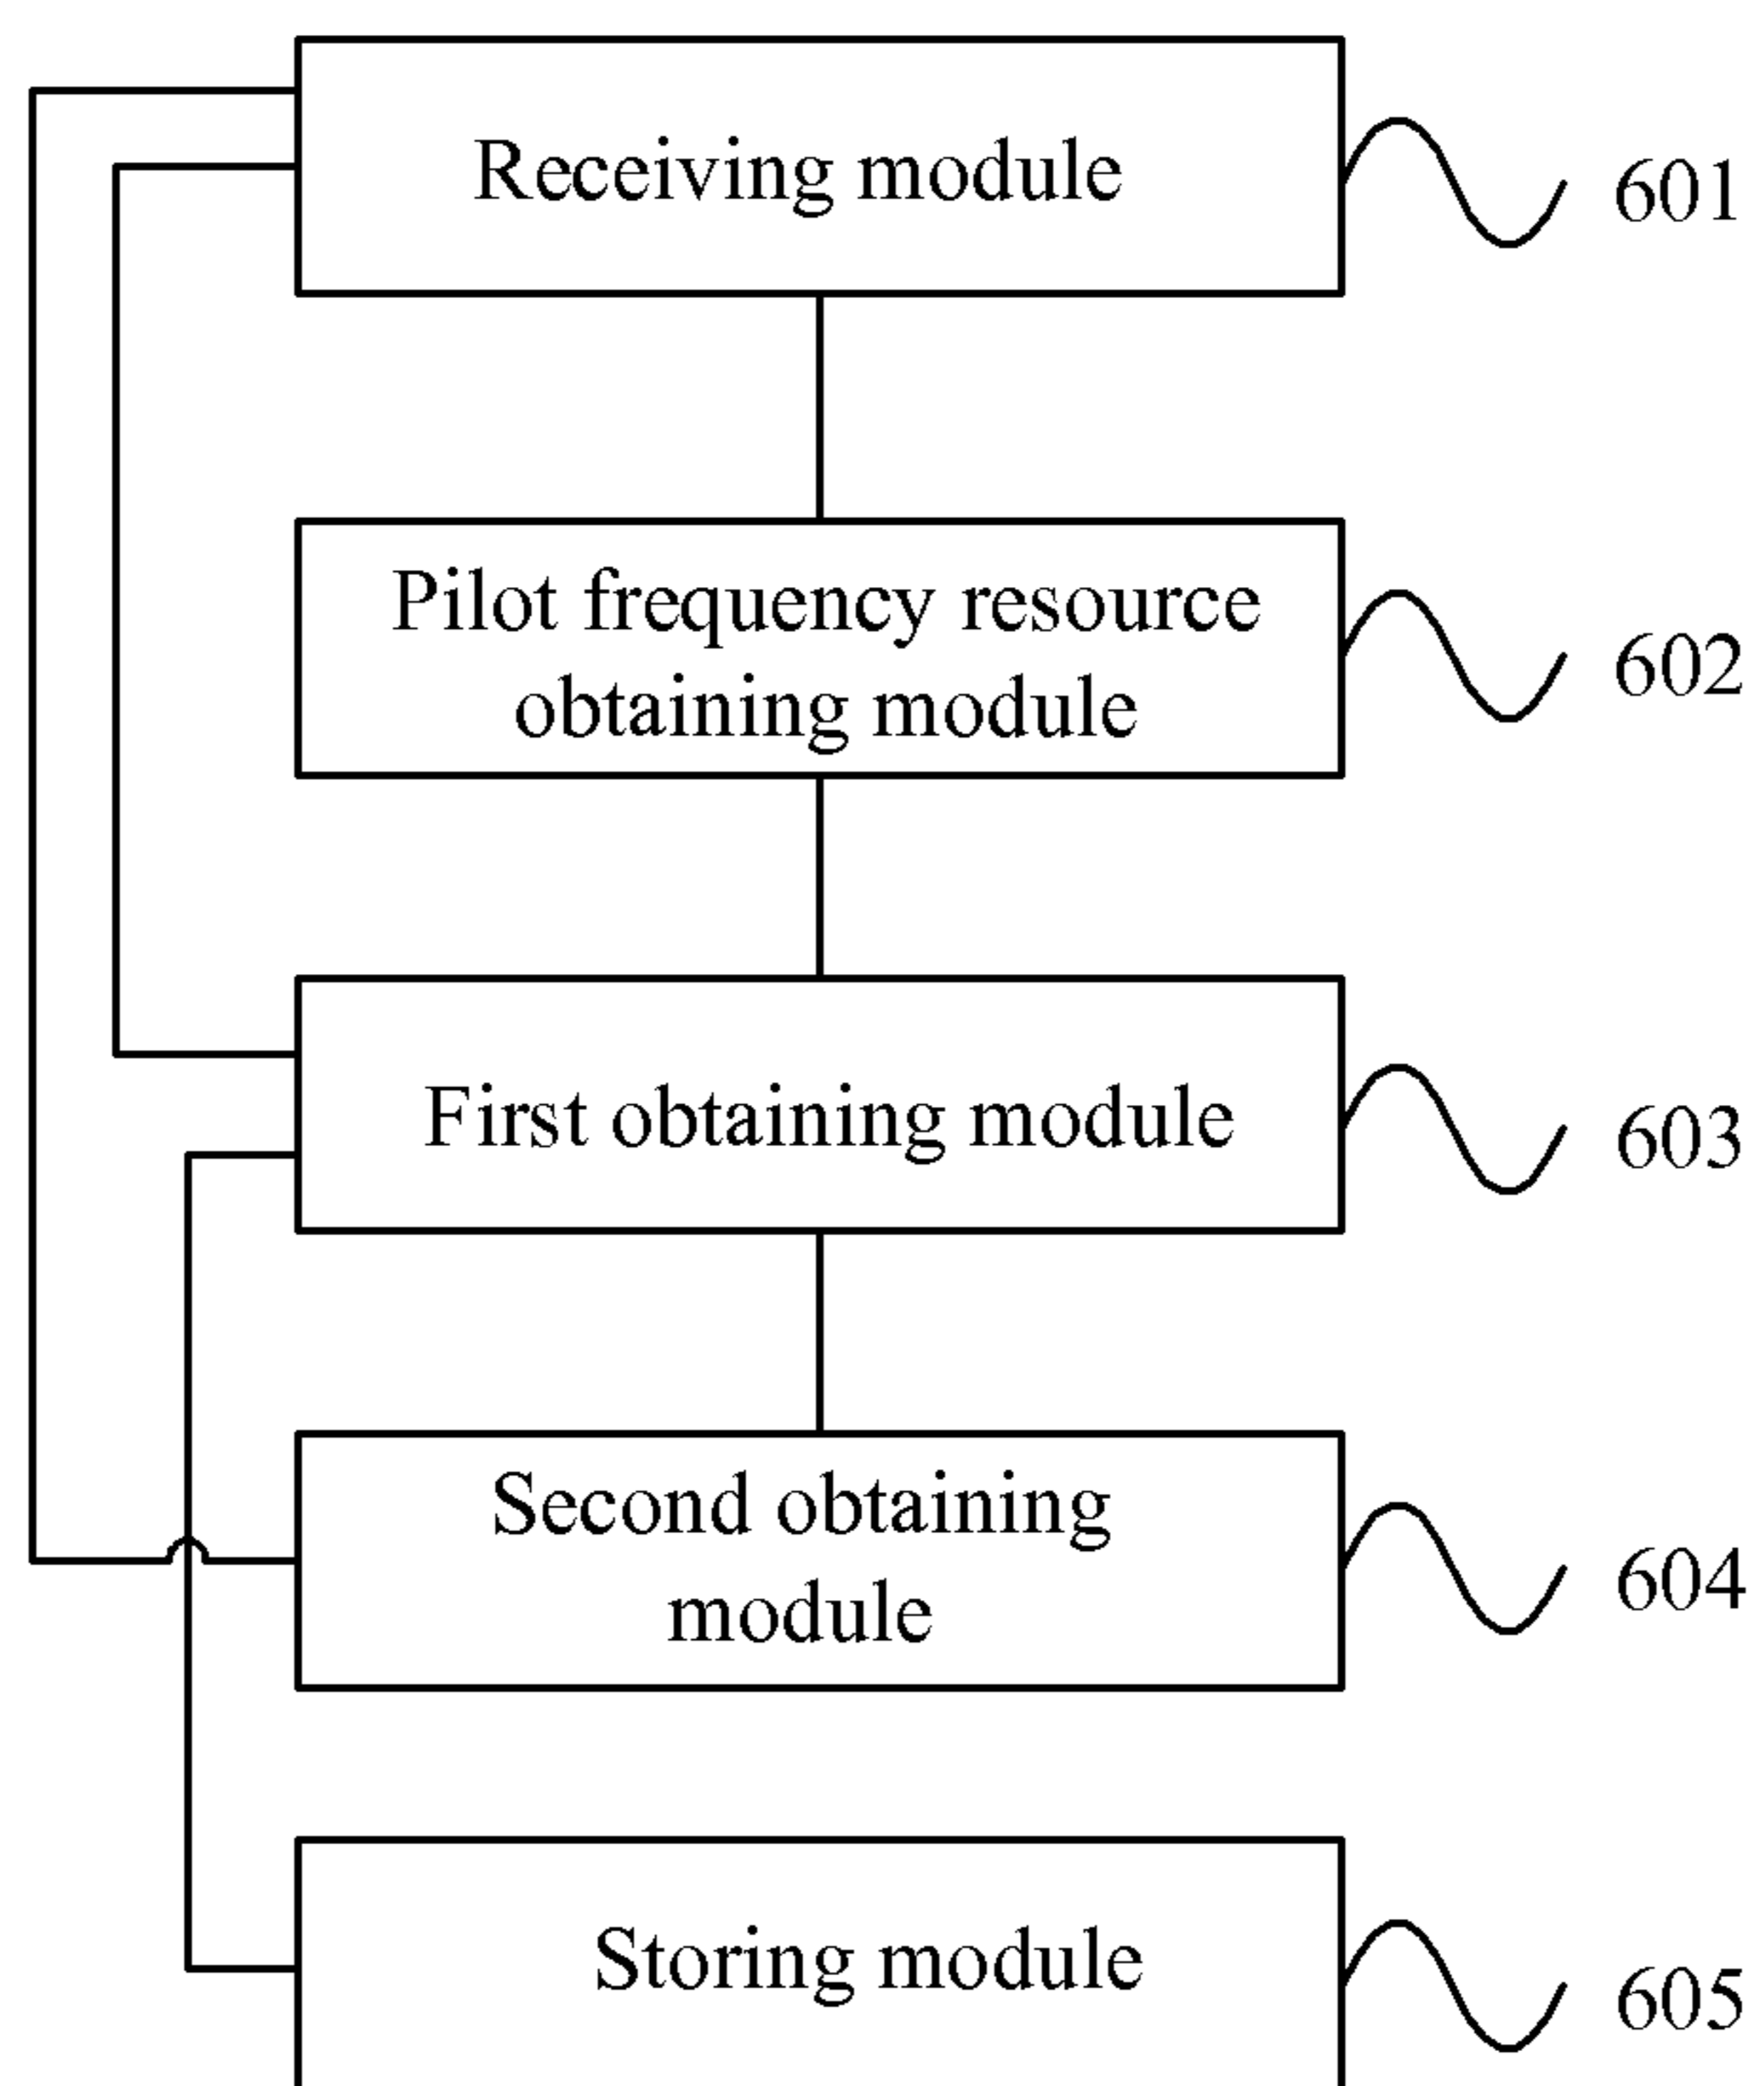 Receiving module
601
Pilot frequency resource
obtaining module
602
First obtaining module
603
Second obtaining
module
604
Storing module
605